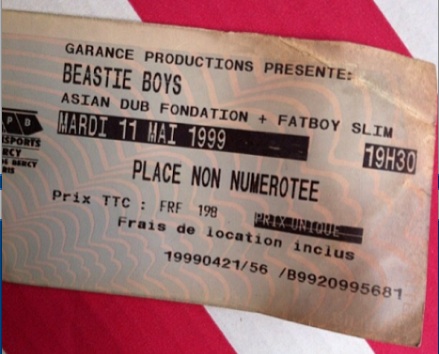 GARANCE PRODUCTIONS PRESENTE:
BEASTIE BOYS
ASIAN DUB FONDATION + FATBOY SLIM
MARDI 11 MAI 1999
19H30
PLACE NON NUMEROTEE
Prix TTC : FRF 198 PRIX UNIQUE
Frais de location inclus
19990421/56 /B9920995681